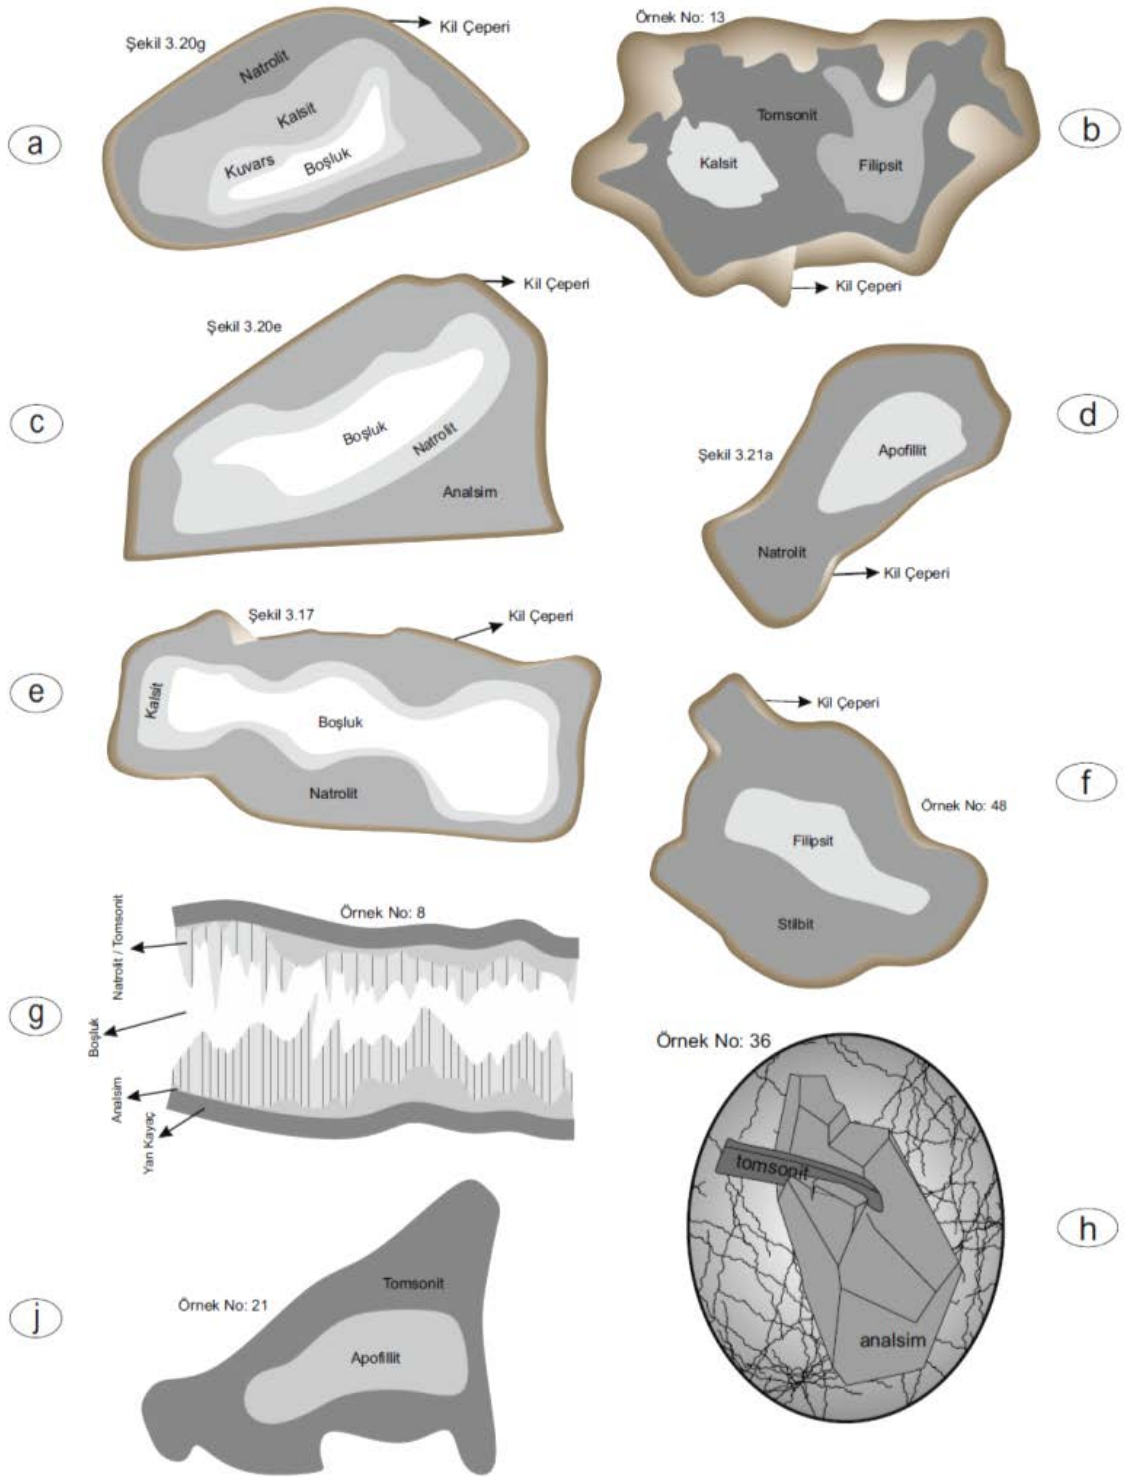 a
Şekil 3.20g
Kil Çeperi
Natrolit
Kalsit
Kuvars
Boşluk
b
Örnek No: 13
Tomsonit
Kalsit
Filipsit
Kil Çeperi
c
Şekil 3.20e
Kil Çeperi
Boşluk
Natrolit
Analsim
d
Şekil 3.21a
Apofillit
Natrolit
Kil Çeperi
e
Şekil 3.17
Kil Çeperi
Kalsit
Boşluk
Natrolit
f
Kil Çeperi
Örnek No: 48
Filipsit
Stilbit
g
Örnek No: 8
Natrolit / Tomsonit
Boşluk
Analsim
Yan Kayaç
h
Örnek No: 36
tomsonit
analsim
j
Örnek No: 21
Tomsonit
Apofillit